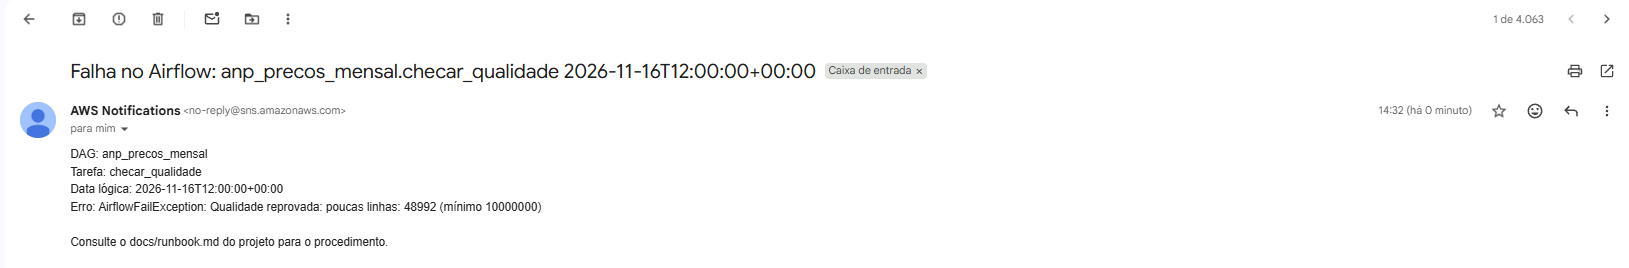 1 de 4.063
Falha no Airflow: anp_precos_mensal.checar_qualidade 2026-11-16T12:00:00+00:00 Caixa de entrada ×
AWS Notifications <no-reply@sns.amazonaws.com> 14:32 (há 0 minuto)
para mim
DAG: anp_precos_mensal
Tarefa: checar_qualidade
Data lógica: 2026-11-16T12:00:00+00:00
Erro: AirflowFailException: Qualidade reprovada: poucas linhas: 48992 (mínimo 10000000)
Consulte o docs/runbook.md do projeto para o procedimento.